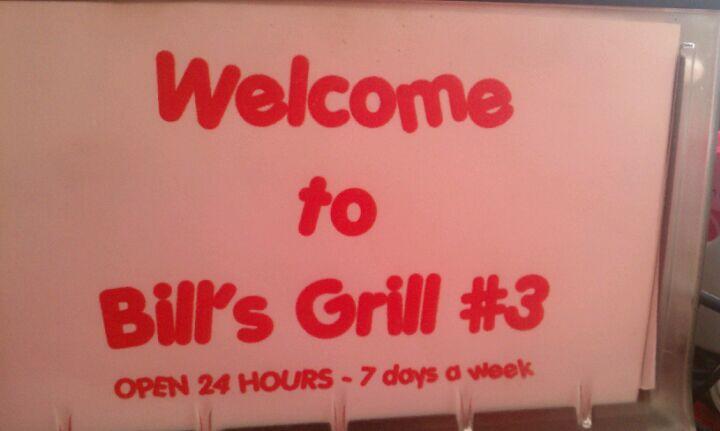 Welcome
to
Bill's Grill #3
OPEN 24 HOURS - 7 days a week